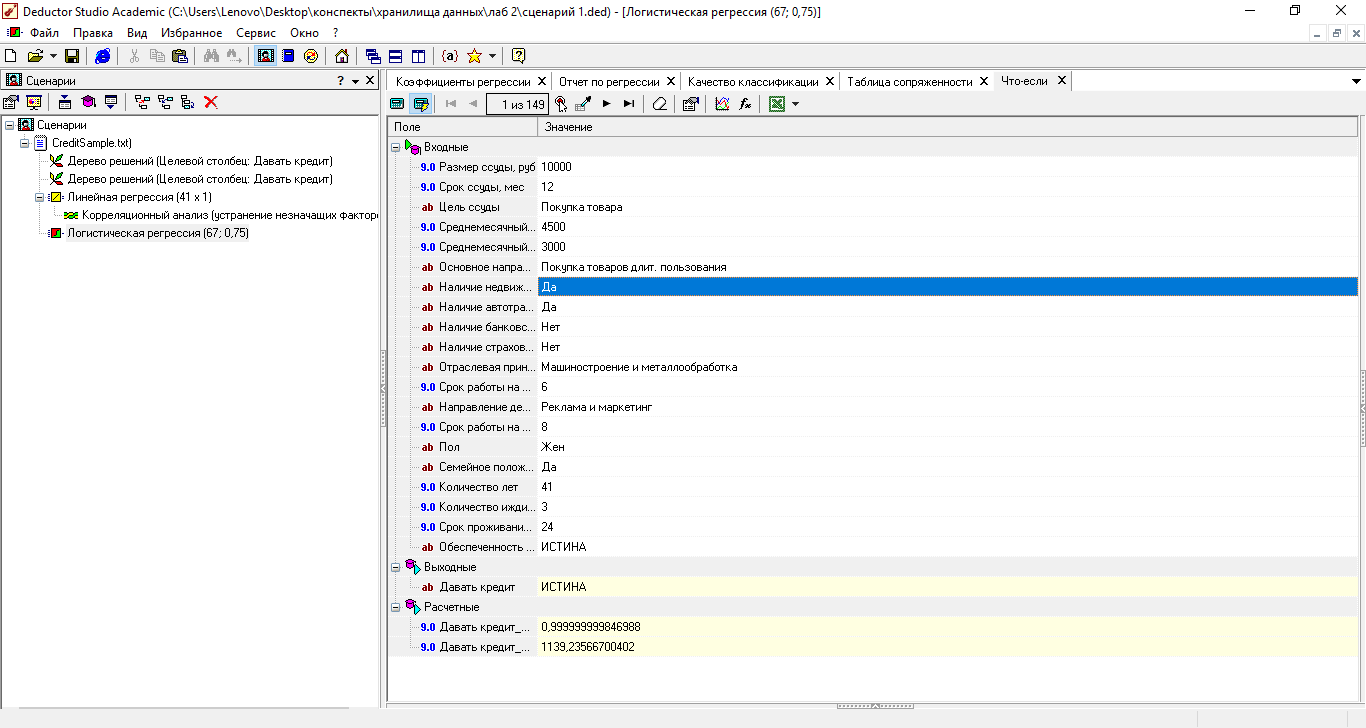 Deductor Studio Academic (C:\Users\Lenovo\Desktop\конспекты\хранилища данных\лаб 2\сценарий 1.ded) - [Логистическая регрессия (67; 0,75)]
Файл Правка Вид Избранное Сервис Окно ?
Сценарии ?
Коэффициенты регрессии Отчет по регрессии Качество классификации Таблица сопряженности Что-если
1 из 149
Сценарии
CreditSample.txt)
Дерево решений (Целевой столбец: Давать кредит)
Дерево решений (Целевой столбец: Давать кредит)
Линейная регрессия (41 x 1)
Корреляционный анализ (устранение незначащих факторо
Логистическая регрессия (67; 0,75)
Поле Значение
Входные
9.0 Размер ссуды, руб 10000
9.0 Срок ссуды, мес 12
ab Цель ссуды Покупка товара
9.0 Среднемесячный... 4500
9.0 Среднемесячный... 3000
ab Основное напра... Покупка товаров длит. пользования
ab Наличие недвиж... Да
ab Наличие автотра... Да
ab Наличие банковс... Нет
ab Наличие страхов... Нет
ab Отраслевая прин... Машиностроение и металлообработка
9.0 Срок работы на ... 6
ab Направление де... Реклама и маркетинг
9.0 Срок работы на ... 8
ab Пол Жен
ab Семейное полож... Да
9.0 Количество лет 41
9.0 Количество ижди... 3
9.0 Срок проживани... 24
ab Обеспеченность ... ИСТИНА
Выходные
ab Давать кредит ИСТИНА
Расчетные
9.0 Давать кредит_... 0,999999999846988
9.0 Давать кредит_... 1139,23566700402